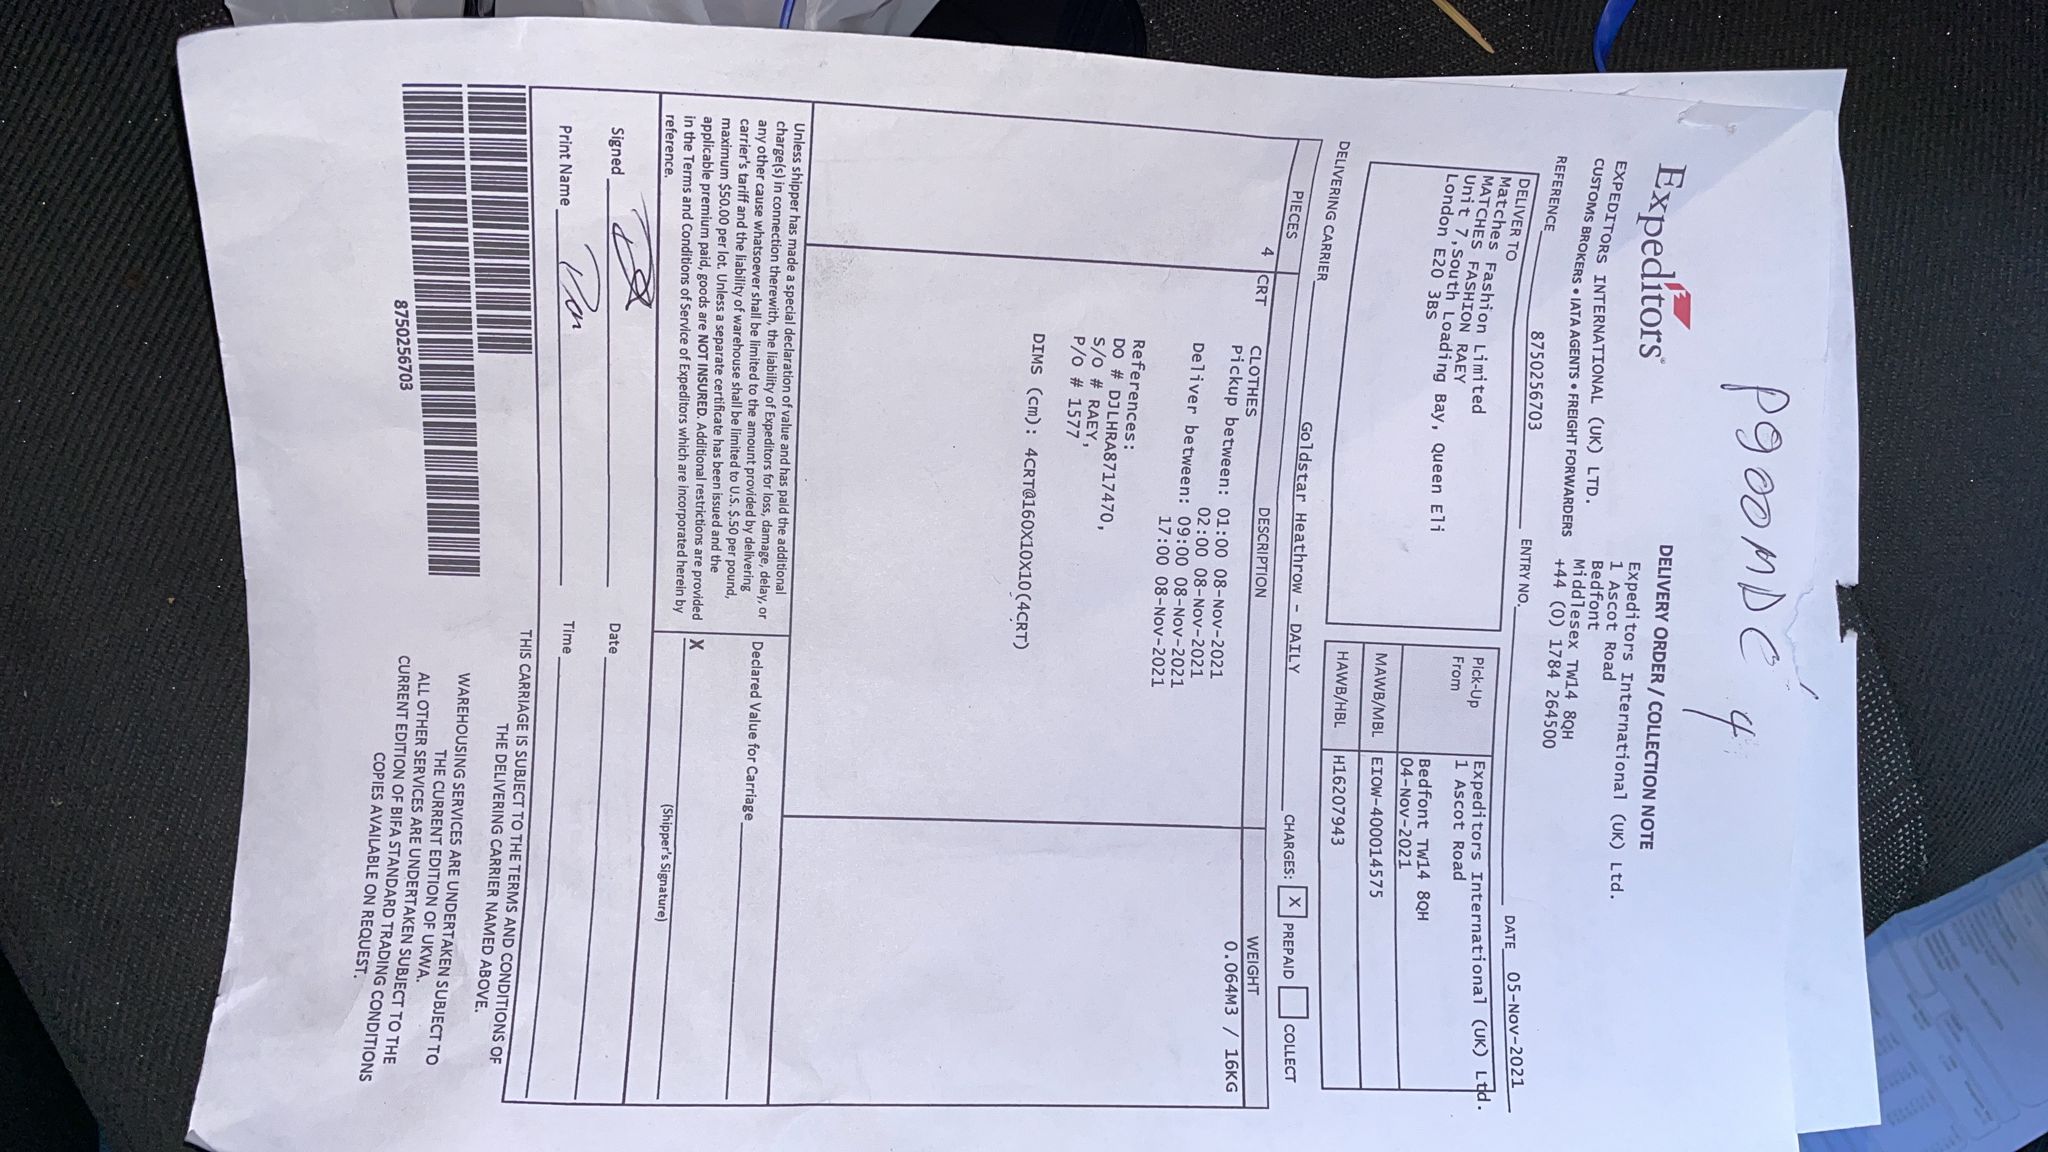 P900MDC 4
Expeditors®
DELIVERY ORDER / COLLECTION NOTE
EXPEDITORS INTERNATIONAL (UK) LTD.
CUSTOMS BROKERS • IATA AGENTS • FREIGHT FORWARDERS
Expeditors International (UK) Ltd.
1 Ascot Road
Bedfont
Middlesex TW14 8QH
+44 (0) 1784 264500
REFERENCE 8750256703 ENTRY NO. DATE 05-Nov-2021
DELIVER TO
Matches Fashion Limited
MATCHES FASHION RAEY
Unit 7,South Loading Bay, Queen Eli
London E20 3BS
Pick-Up From
Expeditors International (UK) Ltd.
1 Ascot Road
Bedfont TW14 8QH
04-Nov-2021
MAWB/MBL EIOW-400014575
HAWB/HBL H16207943
DELIVERING CARRIER Goldstar Heathrow - DAILY CHARGES: X PREPAID COLLECT
PIECES DESCRIPTION WEIGHT
4 CRT CLOTHES 0.064M3 / 16KG
Pickup between: 01:00 08-Nov-2021
02:00 08-Nov-2021
Deliver between: 09:00 08-Nov-2021
17:00 08-Nov-2021
References:
DO # DJLHRA8717470,
S/O # RAEY,
P/O # 1577
DIMS (cm): 4CRT@160X10X10(4CRT)
Unless shipper has made a special declaration of value and has paid the additional
charge(s) in connection therewith, the liability of Expeditors for loss, damage, delay, or
any other cause whatsoever shall be limited to the amount provided by delivering
carrier's tariff and the liability of warehouse shall be limited to U.S. $.50 per pound,
maximum $50.00 per lot. Unless a separate certificate has been issued and the
applicable premium paid, goods are NOT INSURED. Additional restrictions are provided
in the Terms and Conditions of Service of Expeditors which are incorporated herein by
reference.
Declared Value for Carriage
X
(Shipper's Signature)
Signed Date
Print Name Time
8750256703
THIS CARRIAGE IS SUBJECT TO THE TERMS AND CONDITIONS OF
THE DELIVERING CARRIER NAMED ABOVE.
WAREHOUSING SERVICES ARE UNDERTAKEN SUBJECT TO
THE CURRENT EDITION OF UKWA.
ALL OTHER SERVICES ARE UNDERTAKEN SUBJECT TO THE
CURRENT EDITION OF BIFA STANDARD TRADING CONDITIONS
COPIES AVAILABLE ON REQUEST.